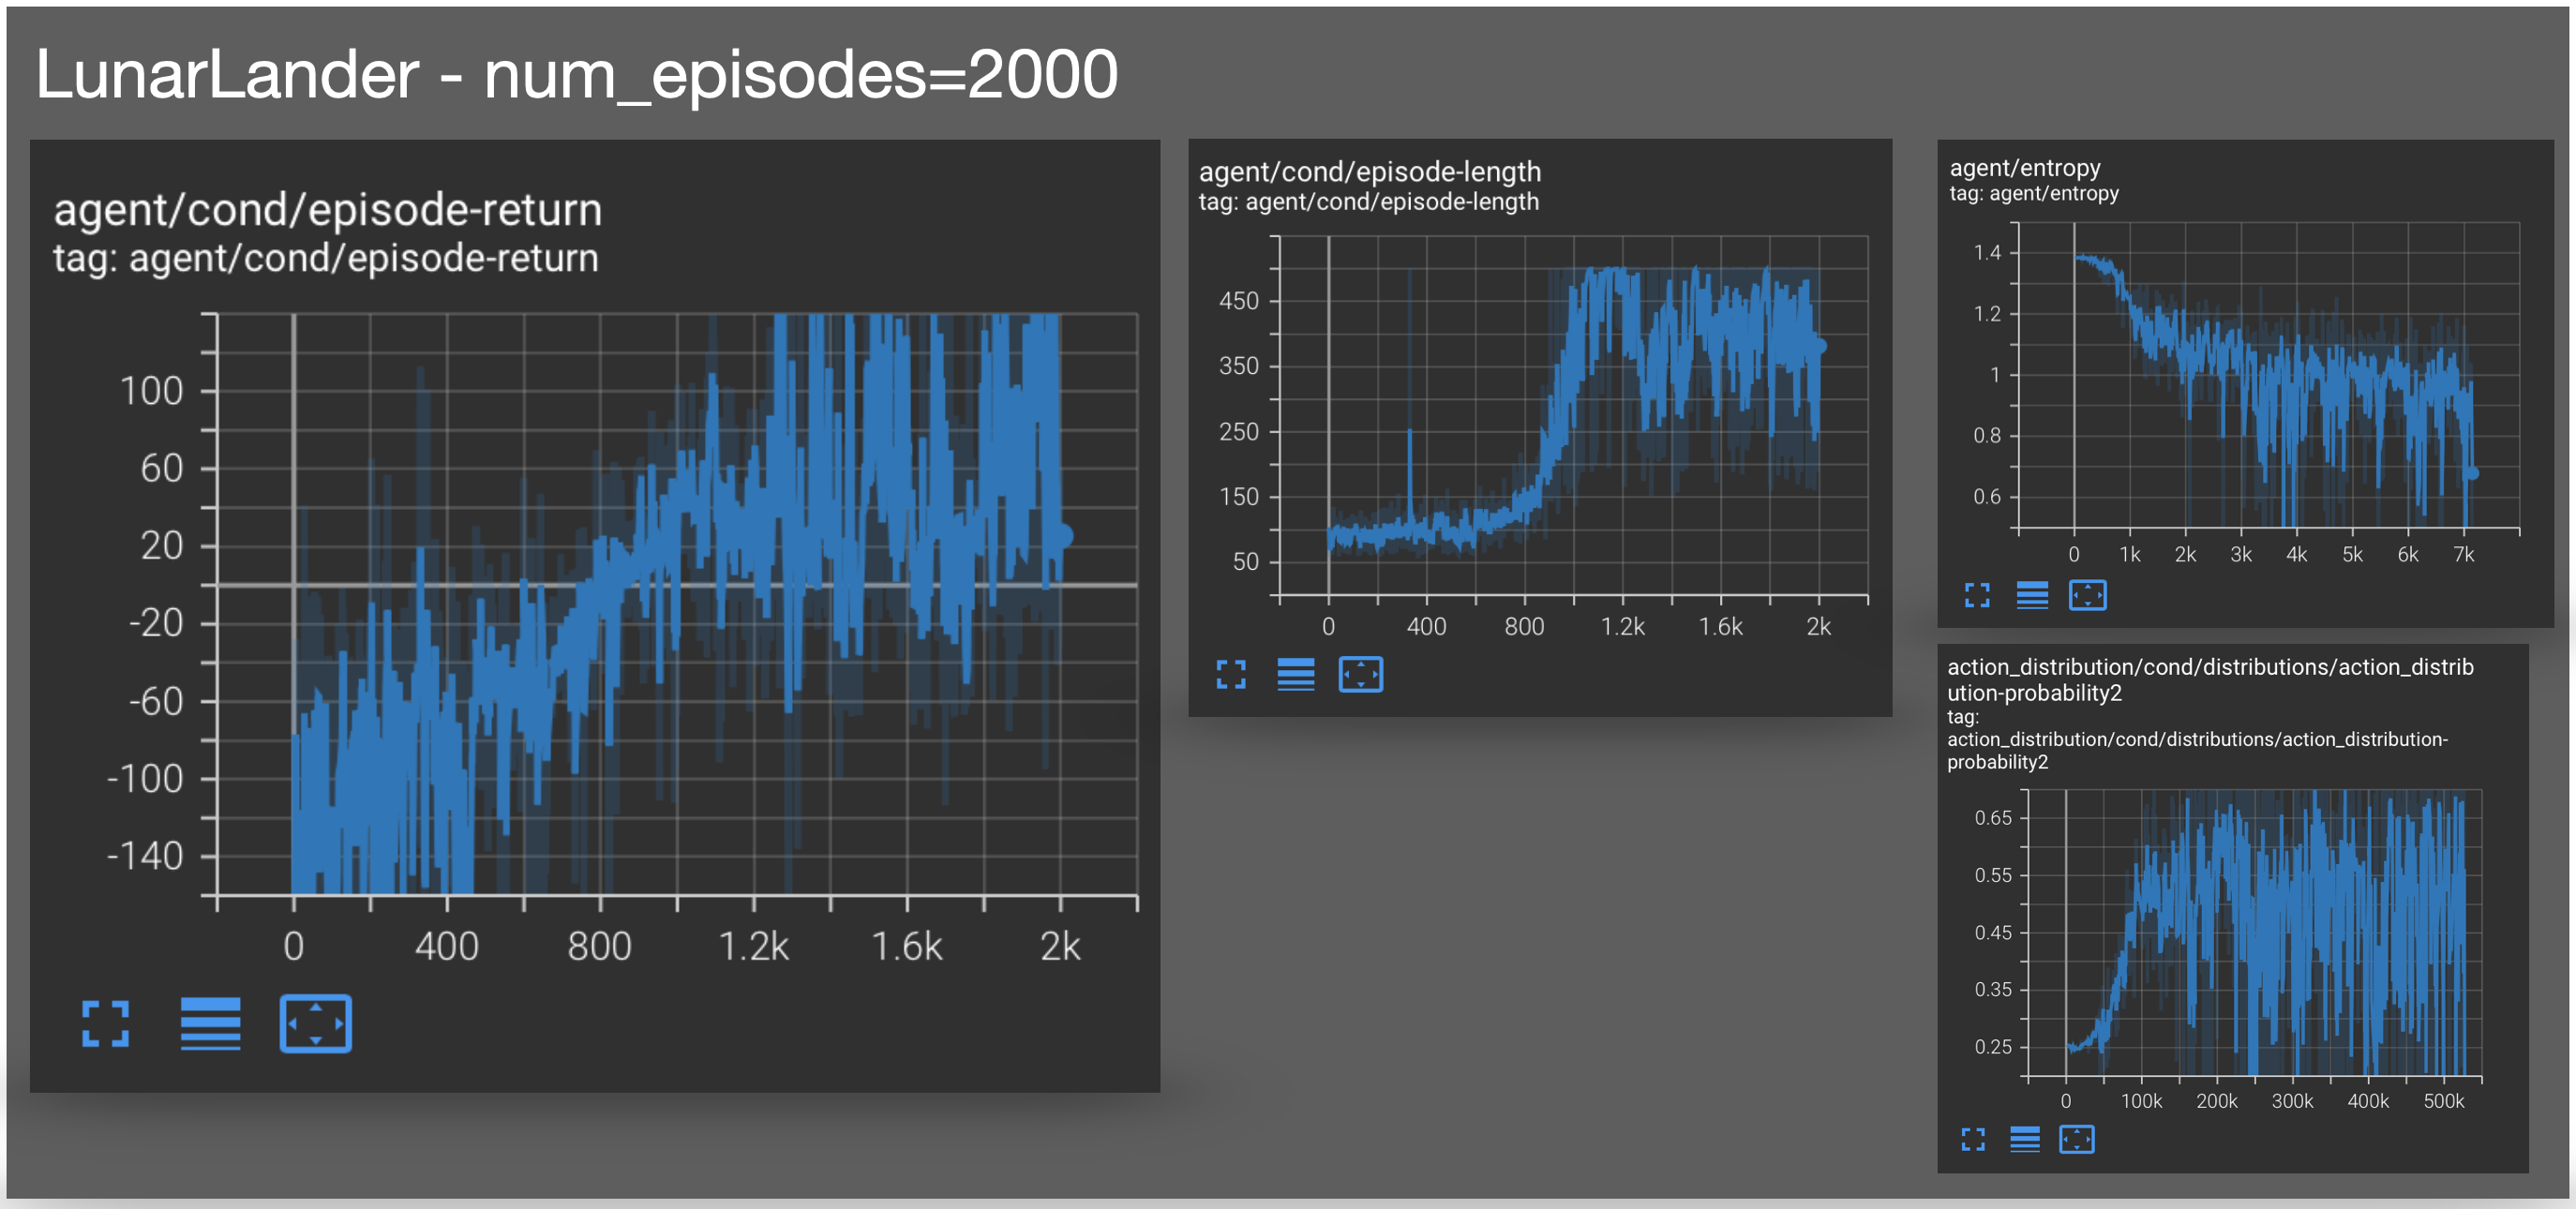 LunarLander - num_episodes=2000
agent/cond/episode-return
tag: agent/cond/episode-return
100
60
20
-20
-60
-100
-140
0 400 800 1.2k 1.6k 2k
agent/cond/episode-length
tag: agent/cond/episode-length
450
350
250
150
50
0 400 800 1.2k 1.6k 2k
agent/entropy
tag: agent/entropy
1.4
1.2
1
0.8
0.6
0 1k 2k 3k 4k 5k 6k 7k
action_distribution/cond/distributions/action_distrib
ution-probability2
tag:
action_distribution/cond/distributions/action_distribution-
probability2
0.65
0.55
0.45
0.35
0.25
0 100k 200k 300k 400k 500k